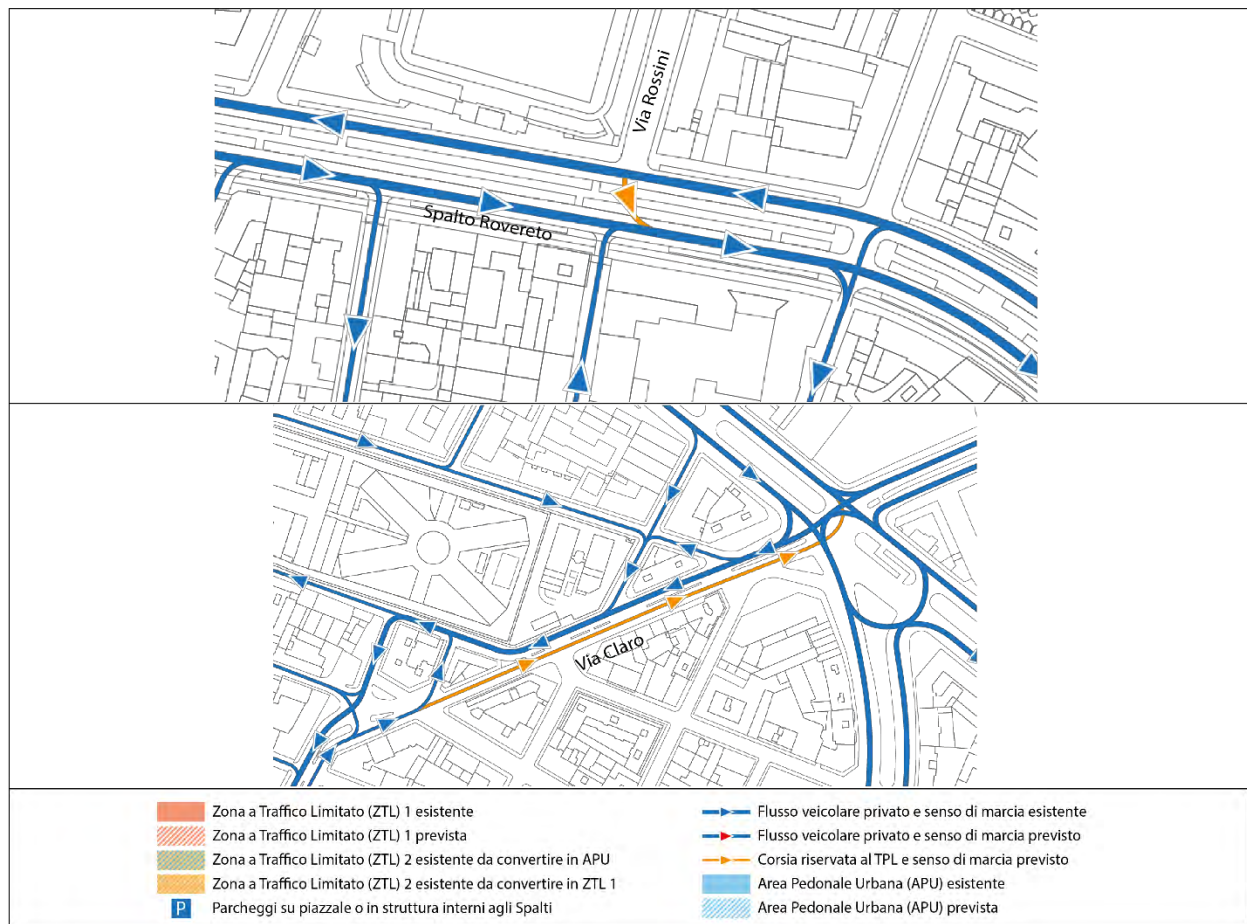 Via Rossini
Spalto Rovereto
Via Claro
Zona a Traffico Limitato (ZTL) 1 esistente
Zona a Traffico Limitato (ZTL) 1 prevista
Zona a Traffico Limitato (ZTL) 2 esistente da convertire in APU
Zona a Traffico Limitato (ZTL) 2 esistente da convertire in ZTL 1
P Parcheggi su piazzale o in struttura interni agli Spalti
Flusso veicolare privato e senso di marcia esistente
Flusso veicolare privato e senso di marcia previsto
Corsia riservata al TPL e senso di marcia previsto
Area Pedonale Urbana (APU) esistente
Area Pedonale Urbana (APU) prevista